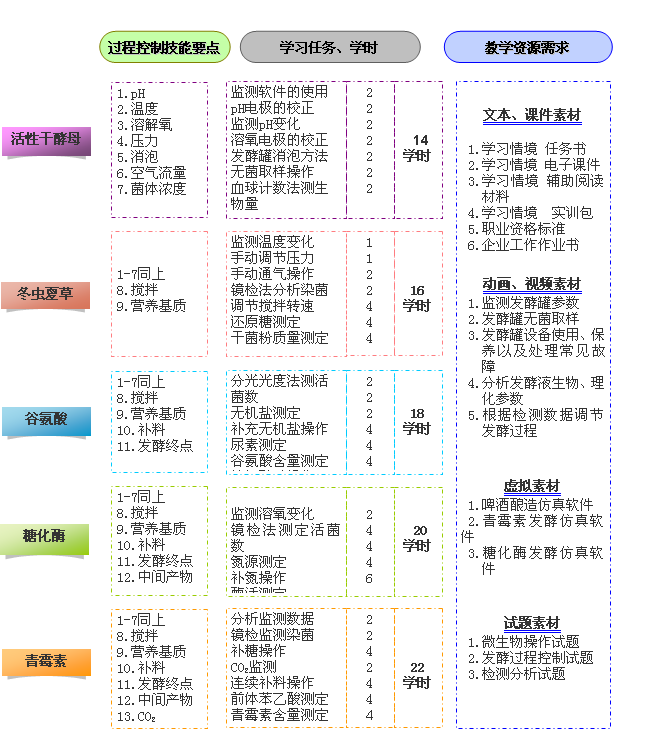 过程控制技能要点
学习任务、学时
教学资源需求
活性干酵母
1.pH
2.温度
3.溶解氧
4.压力
5.消泡
6.空气流量
7.菌体浓度
监测软件的使用 2
pH电极的校正 2
监测pH变化 2
溶氧电极的校正 2
发酵罐消泡方法 2
无菌取样操作 2
血球计数法测生 2
物量
14
学时
冬虫夏草
1-7同上
8.搅拌
9.营养基质
监测温度变化 1
手动调节压力 1
手动通气操作 2
镜检法分析染菌 2
调节搅拌转速 4
还原糖测定 4
干菌粉质量测定 4
16
学时
谷氨酸
1-7同上
8.搅拌
9.营养基质
10.补料
11.发酵终点
分光光度法测活 2
菌数 2
无机盐测定 2
补充无机盐操作 4
尿素测定 4
谷氨酸含量测定 4
18
学时
糖化酶
1-7同上
8.搅拌
9.营养基质
10.补料
11.发酵终点
12.中间产物
监测溶氧变化 2
镜检法测定活菌 4
数 4
氮源测定 4
补氮操作 6
20
学时
青霉素
1-7同上
8.搅拌
9.营养基质
10.补料
11.发酵终点
12.中间产物
13.CO₂
分析监测数据 2
镜检监测染菌 2
补糖操作 4
CO₂监测 2
连续补料操作 4
前体苯乙酸测定 4
青霉素含量测定 4
22
学时
文本、课件素材
1.学习情境 任务书
2.学习情境 电子课件
3.学习情境 辅助阅读
材料
4.学习情境 实训包
5.职业资格标准
6.企业工作作业书
动画、视频素材
1.监测发酵罐参数
2.发酵罐无菌取样
3.发酵罐设备使用、保
养以及处理常见故
障
4.分析发酵液生物、理
化参数
5.根据检测数据调节
发酵过程
虚拟素材
1.啤酒酿造仿真软件
2.青霉素发酵仿真软
件
3.糖化酶发酵仿真软
件
试题素材
1.微生物操作试题
2.发酵过程控制试题
3.检测分析试题